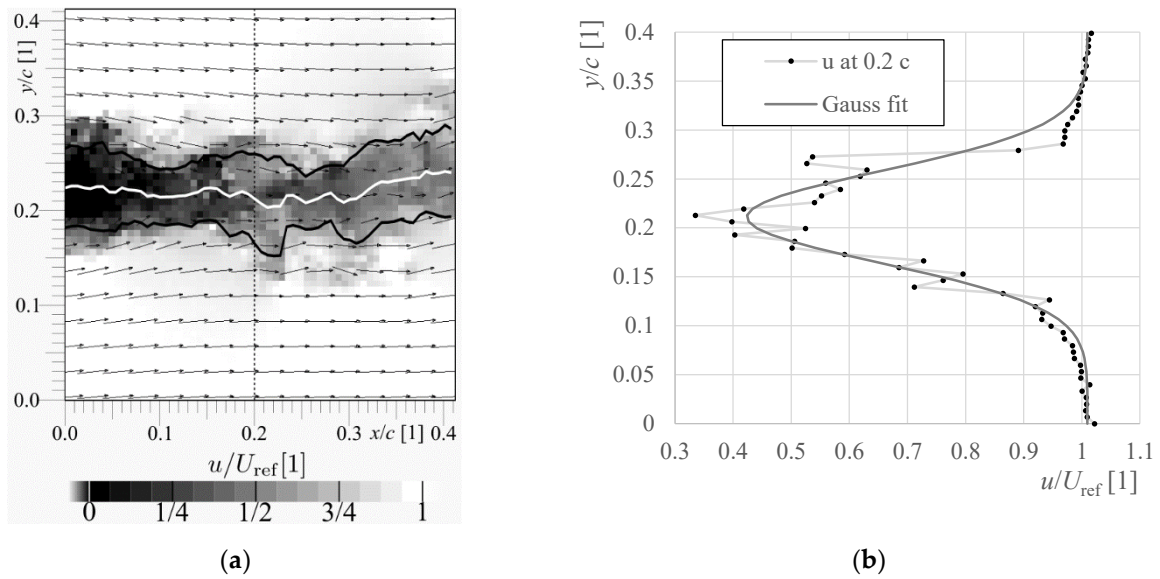 0.4
y/c [1]
0.3
0.2
0.1
0.0
0.0 0.1 0.2 0.3 x/c [1] 0.4
u/U_ref [1]
0 1/4 1/2 3/4 1
(a)
y/c [1]
0.4
0.35
0.3
0.25
0.2
0.15
0.1
0.05
0
u at 0.2 c
Gauss fit
0.3 0.4 0.5 0.6 0.7 0.8 0.9 1 1.1
u/U_ref [1]
(b)